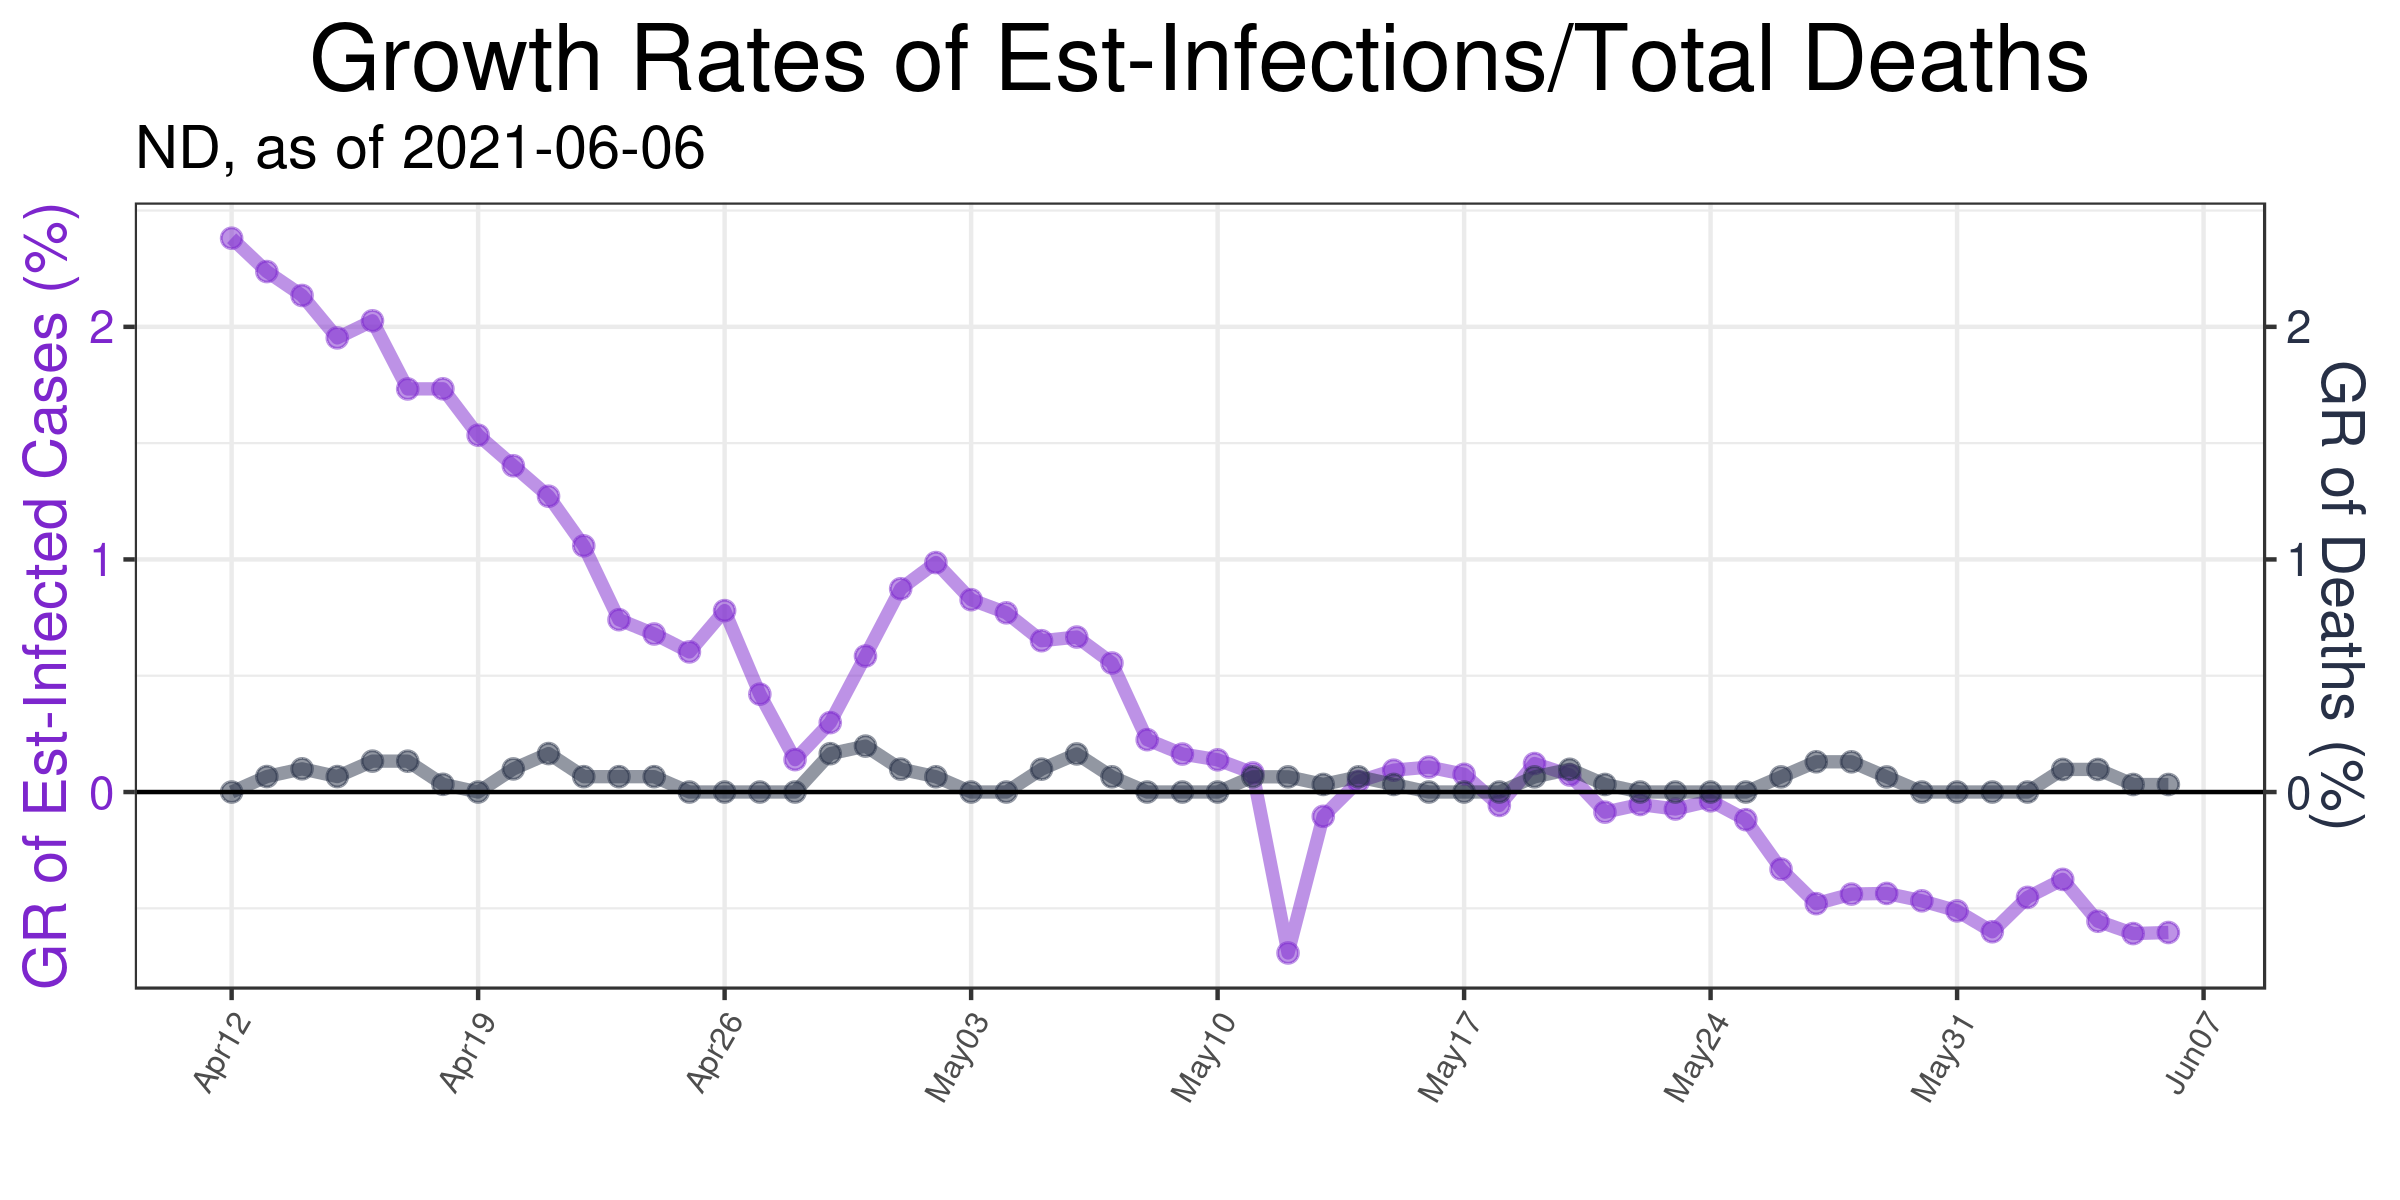 Growth Rates of Est-Infections/Total Deaths
ND, as of 2021-06-06
GR of Est-Infected Cases (%)
2
1
0
2
1
0
GR of Deaths (%)
Apr12
Apr19
Apr26
May03
May10
May17
May24
May31
Jun07